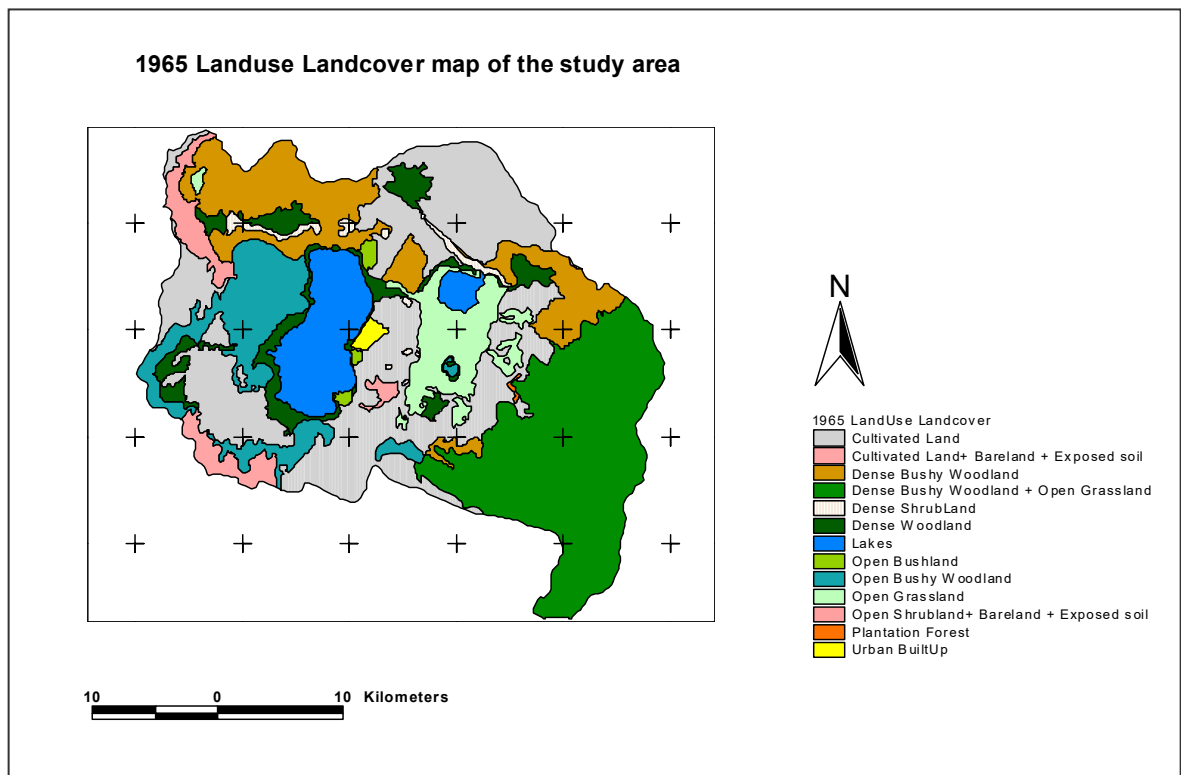 1965 Landuse Landcover map of the study area
N
1965 LandUse Landcover
Cultivated Land
Cultivated Land+ Bareland + Exposed soil
Dense Bushy Woodland
Dense Bushy Woodland + Open Grassland
Dense ShrubLand
Dense Woodland
Lakes
Open Bushland
Open Bushy Woodland
Open Grassland
Open Shrubland+ Bareland + Exposed soil
Plantation Forest
Urban BuiltUp
10 0 10 Kilometers